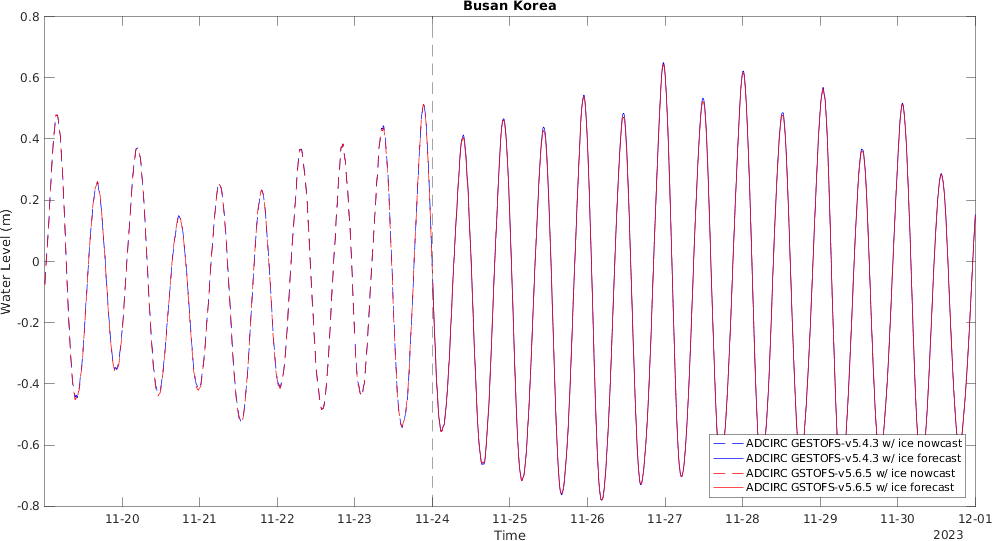 Busan Korea
0.8
0.6
0.4
0.2
0
-0.2
-0.4
-0.6
-0.8
Water Level (m)
ADCIRC GESTOFS-v5.4.3 w/ ice nowcast
ADCIRC GESTOFS-v5.4.3 w/ ice forecast
ADCIRC GSTOFS-v5.6.5 w/ ice nowcast
ADCIRC GSTOFS-v5.6.5 w/ ice forecast
11-20 11-21 11-22 11-23 11-24 11-25 11-26 11-27 11-28 11-29 11-30 12-01
Time
2023